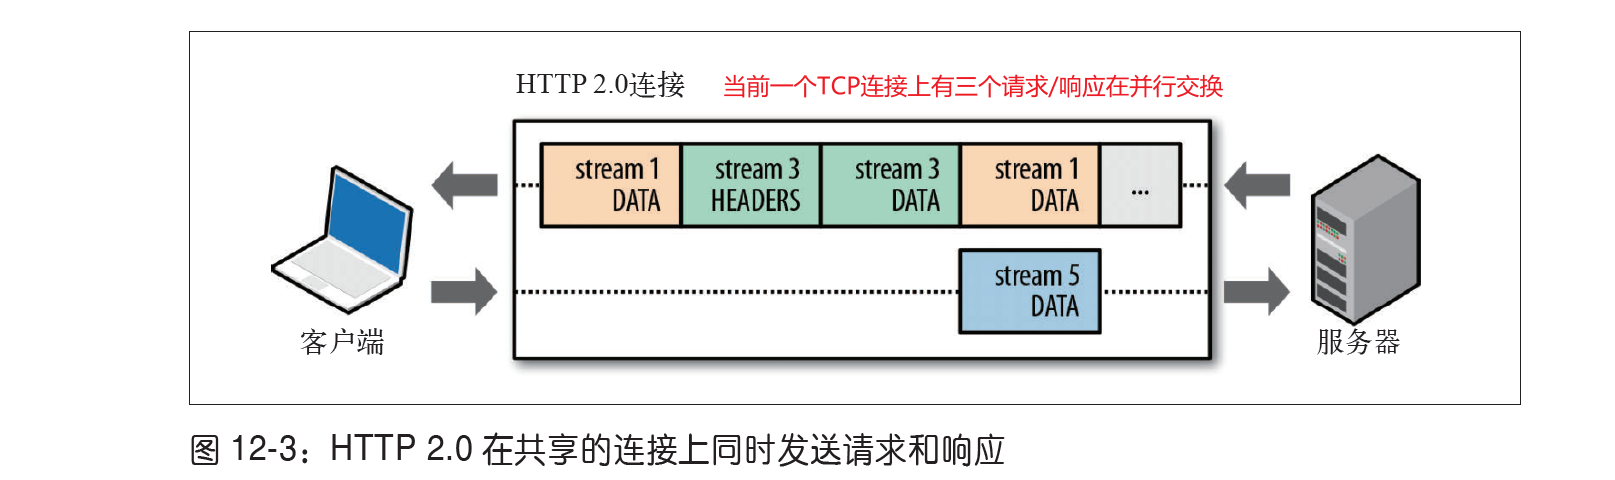 HTTP 2.0连接 当前一个TCP连接上有三个请求/响应在并行交换
stream 1 stream 3 stream 3 stream 1 ...
DATA HEADERS DATA DATA
stream 5
DATA
客户端 服务器
图 12-3：HTTP 2.0 在共享的连接上同时发送请求和响应